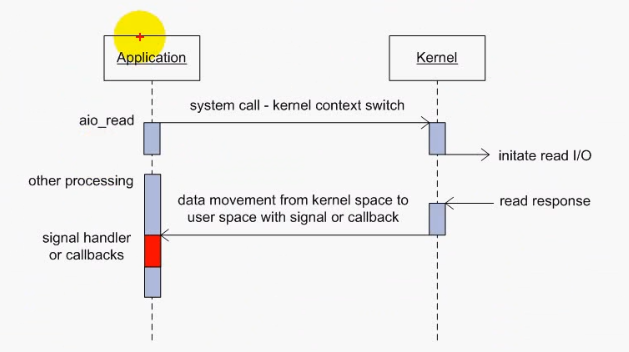 Application
Kernel
system call - kernel context switch
aio_read
initate read I/O
other processing
data movement from kernel space to
user space with signal or callback
read response
signal handler
or callbacks